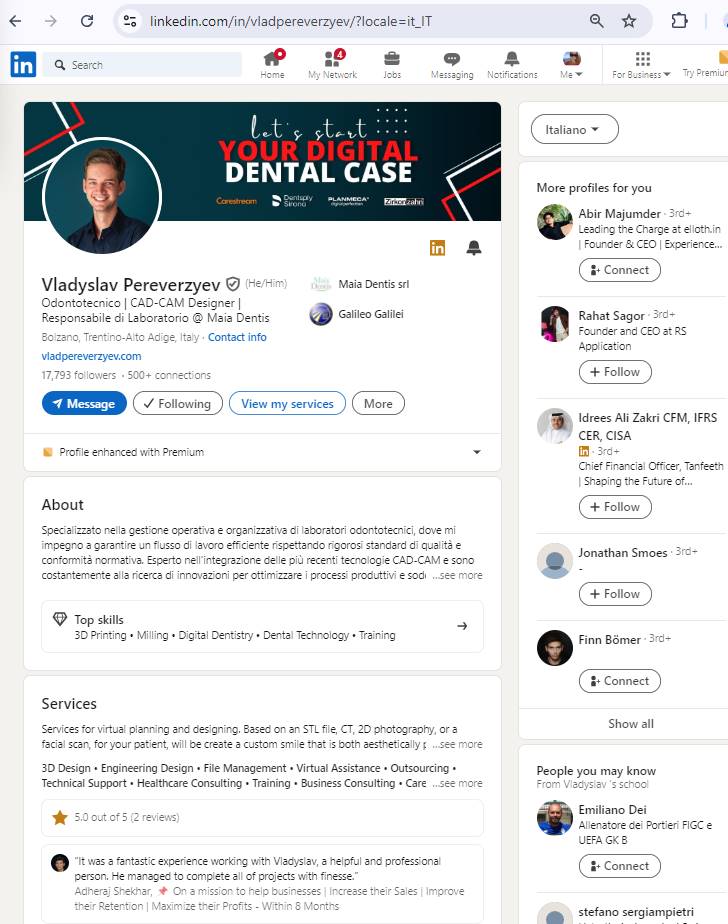 linkedin.com/in/vladpereverzyev/?locale=it_IT
in
Search
Home
My Network
4
Jobs
Messaging
Notifications
Me
For Business
Try Premiu
let's start
YOUR DIGITAL
DENTAL CASE
Carestream
Dentsply
Sirona
PLANMECA
digital perfection
Zirkonzahn
in
Vladyslav Pereverzyev (He/Him)
Odontotecnico | CAD-CAM Designer |
Responsabile di Laboratorio @ Maia Dentis
Bolzano, Trentino-Alto Adige, Italy · Contact info
vladpereverzyev.com
17,793 followers · 500+ connections
Maia Dentis srl
Galileo Galilei
Message
Following
View my services
More
Profile enhanced with Premium
About
Specializzato nella gestione operativa e organizzativa di laboratori odontotecnici, dove mi
impegno a garantire un flusso di lavoro efficiente rispettando rigorosi standard di qualità e
conformità normativa. Esperto nell'integrazione delle più recenti tecnologie CAD-CAM e sono
costantemente alla ricerca di innovazioni per ottimizzare i processi produttivi e sod ...see more
Top skills
3D Printing • Milling • Digital Dentistry • Dental Technology • Training
Services
Services for virtual planning and designing. Based on an STL file, CT, 2D photography, or a
facial scan, for your patient, will be create a custom smile that is both aesthetically p ...see more
3D Design • Engineering Design • File Management • Virtual Assistance • Outsourcing •
Technical Support • Healthcare Consulting • Training • Business Consulting • Care ...see more
5.0 out of 5 (2 reviews)
“It was a fantastic experience working with Vladyslav, a helpful and professional
person. He managed to complete all of projects with finesse.”
Adheraj Shekhar, 📌 On a mission to help businesses | Increase their Sales | Improve
their Retention | Maximize their Profits - Within 8 Months
Italiano
More profiles for you
Abir Majumder · 3rd+
Leading the Charge at elloth.in
| Founder & CEO | Experience...
Connect
Rahat Sagor · 3rd+
Founder and CEO at RS
Application
+ Follow
Idrees Ali Zakri CFM, IFRS
CER, CISA
in · 3rd+
Chief Financial Officer, Tanfeeth
| Shaping the Future of...
+ Follow
Jonathan Smoes · 3rd+
-
+ Follow
Finn Bömer · 3rd+
Connect
Show all
People you may know
From Vladyslav 's school
Emiliano Dei
Allenatore dei Portieri FIGC e
UEFA GK B
Connect
stefano sergiampietri